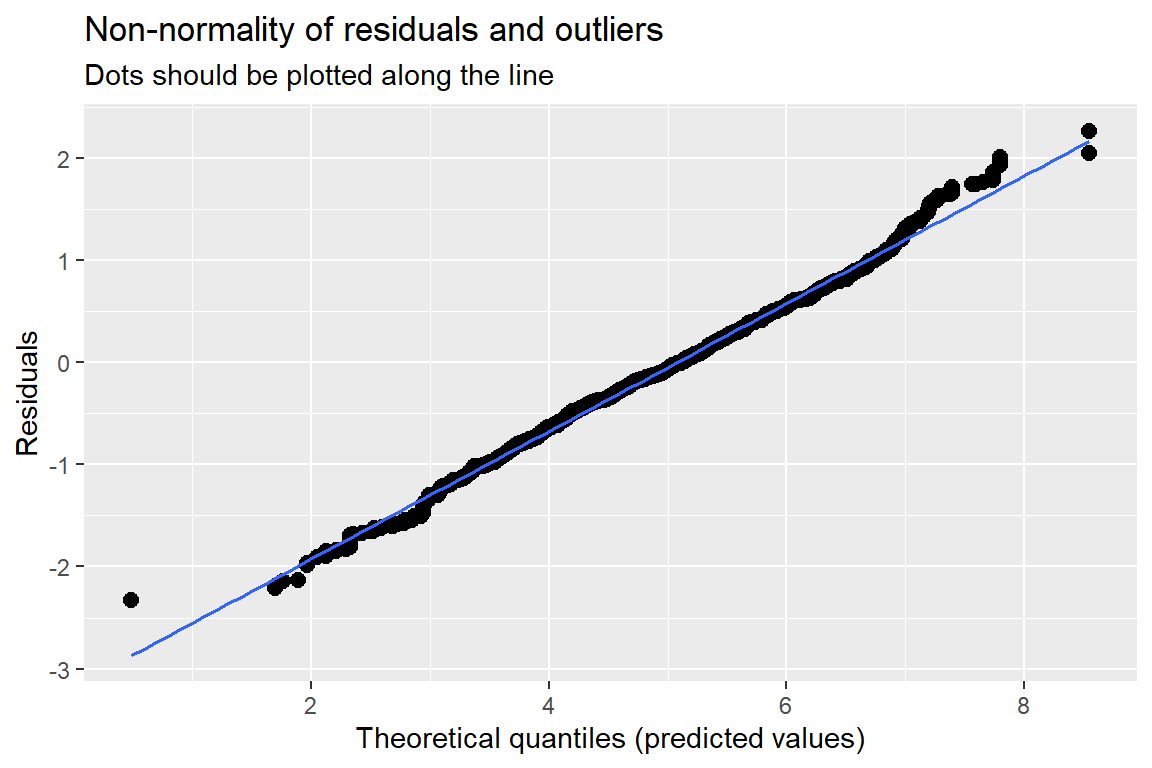 Non-normality of residuals and outliers
Dots should be plotted along the line
2
1
0
-1
-2
-3
Residuals
2 4 6 8
Theoretical quantiles (predicted values)